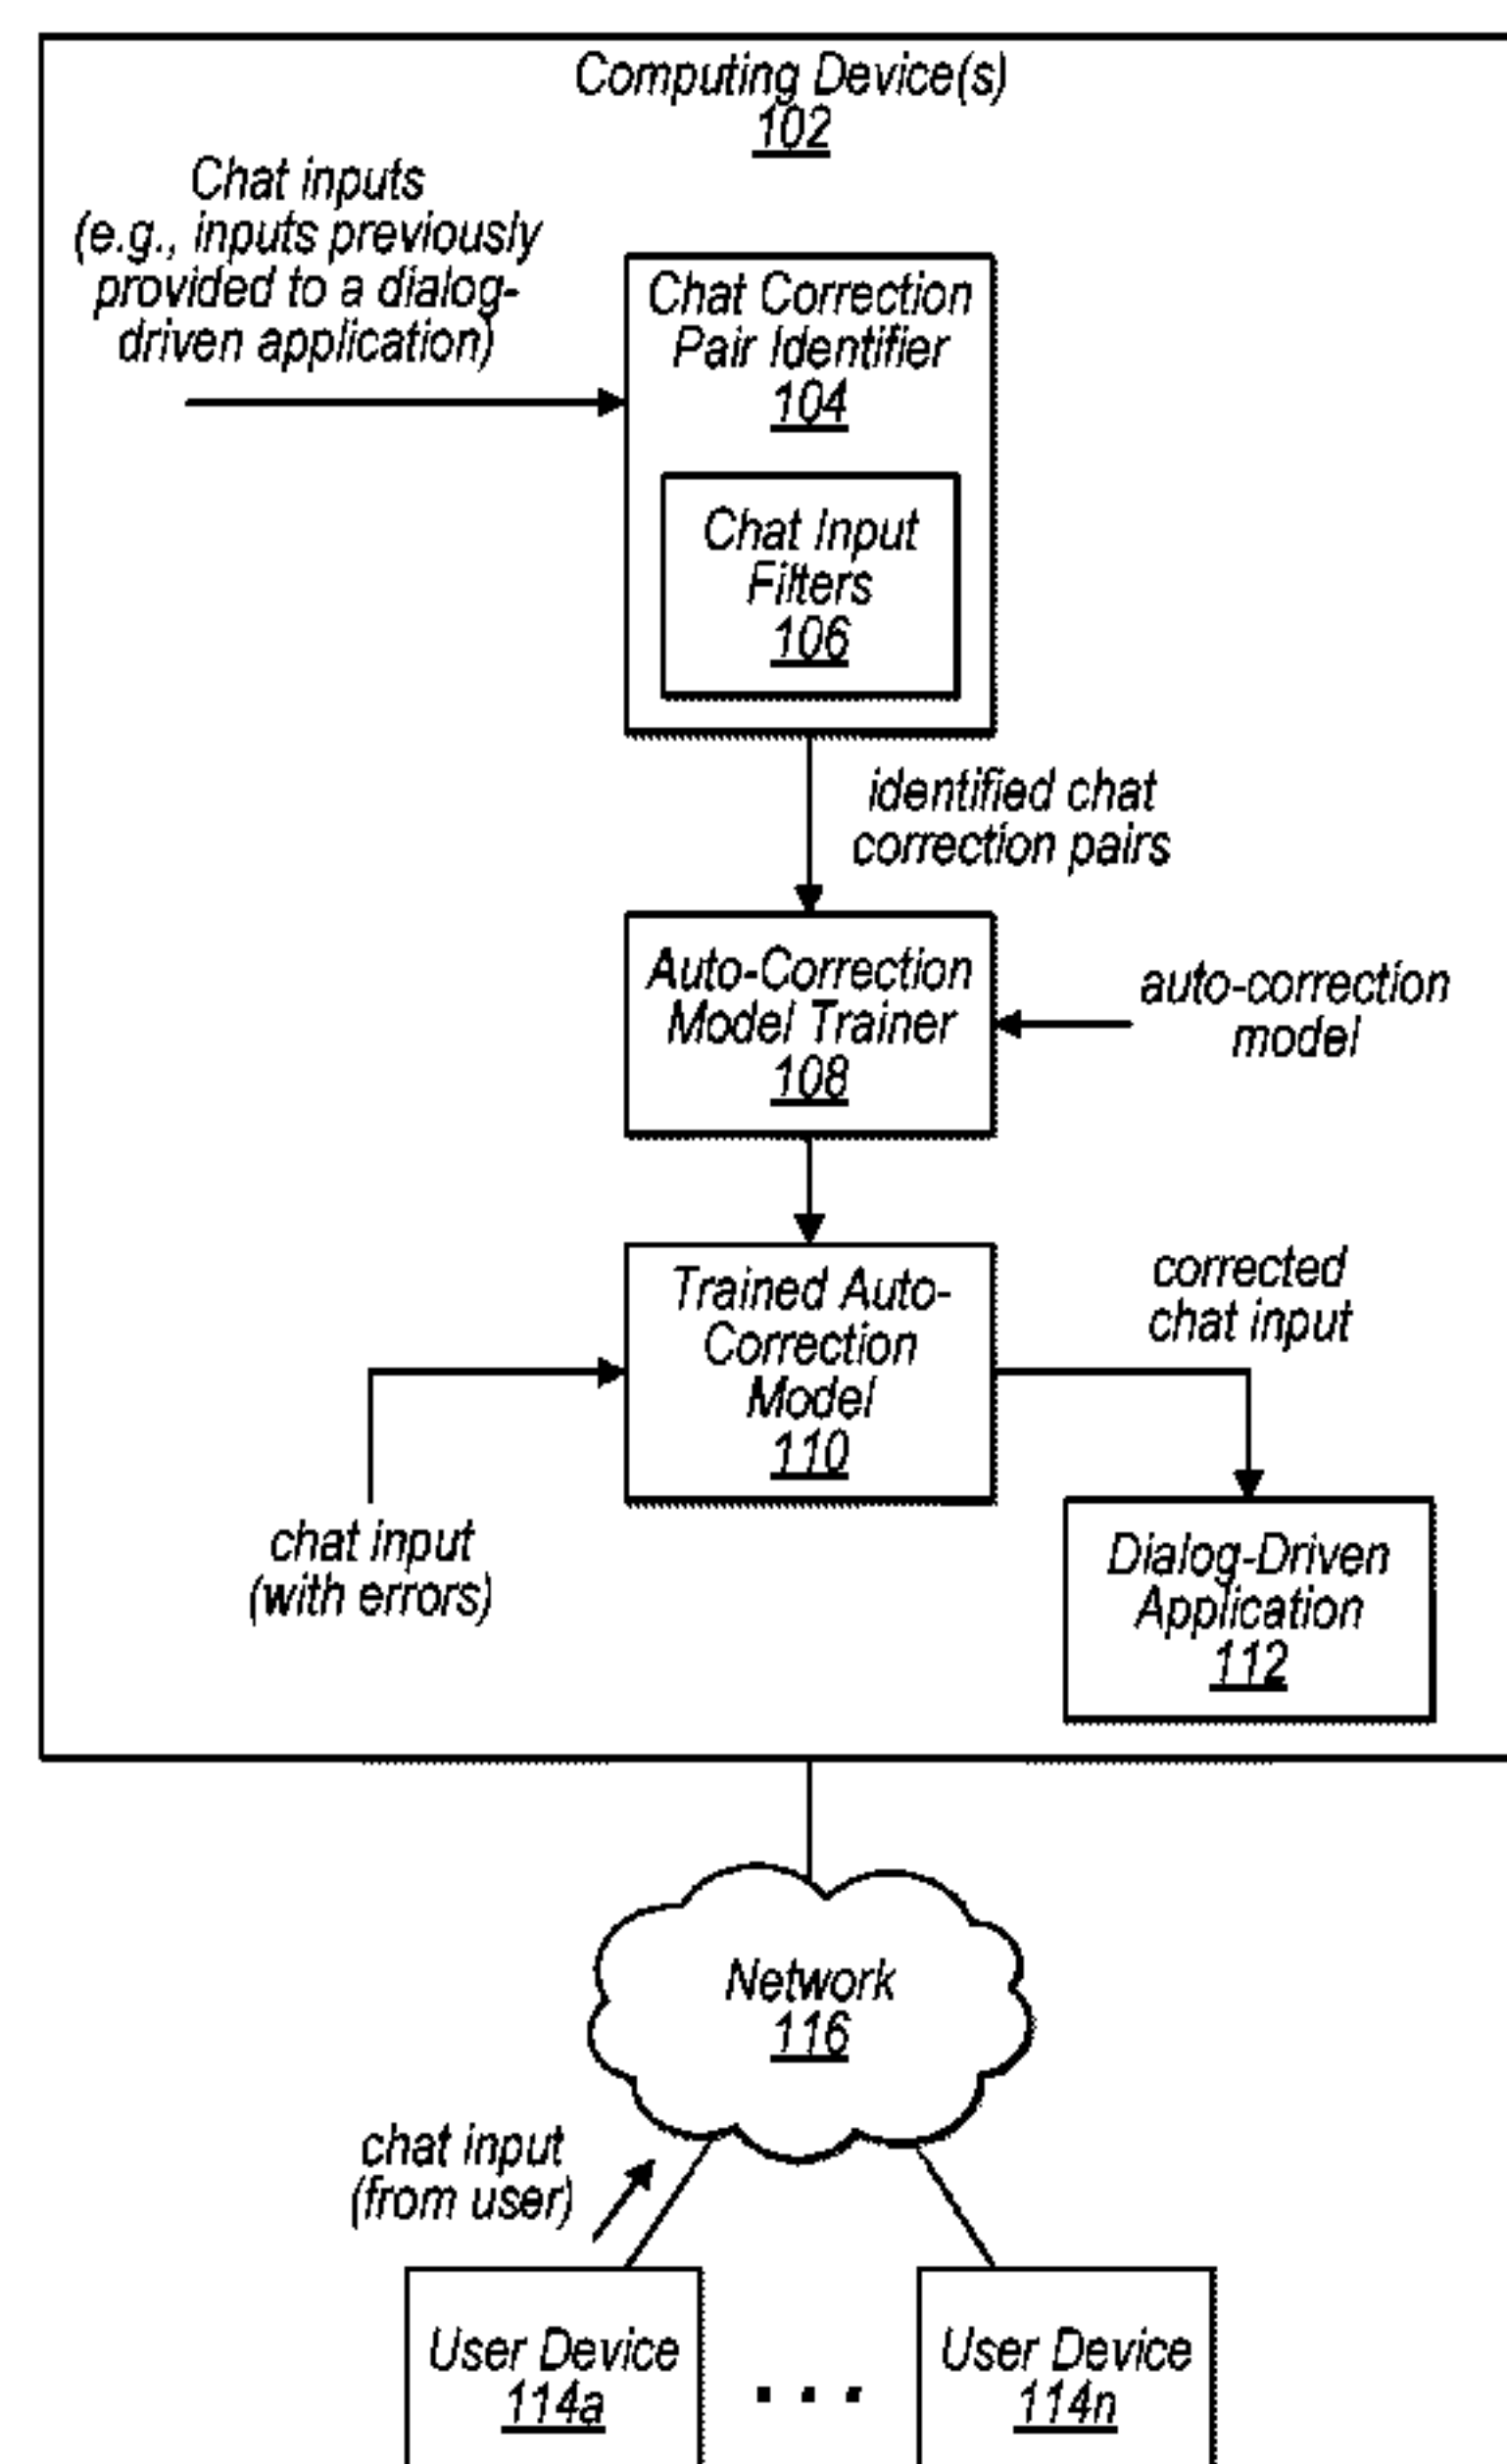 Computing Device(s)
102
Chat inputs
(e.g., inputs previously
provided to a dialog-
driven application)
Chat Correction
Pair Identifier
104
Chat Input
Filters
106
identified chat
correction pairs
Auto-Correction
Model Trainer
108
auto-correction
model
Trained Auto-
Correction
Model
110
corrected
chat input
chat input
(with errors)
Dialog-Driven
Application
112
Network
116
chat input
(from user)
User Device
114a
. . .
User Device
114n